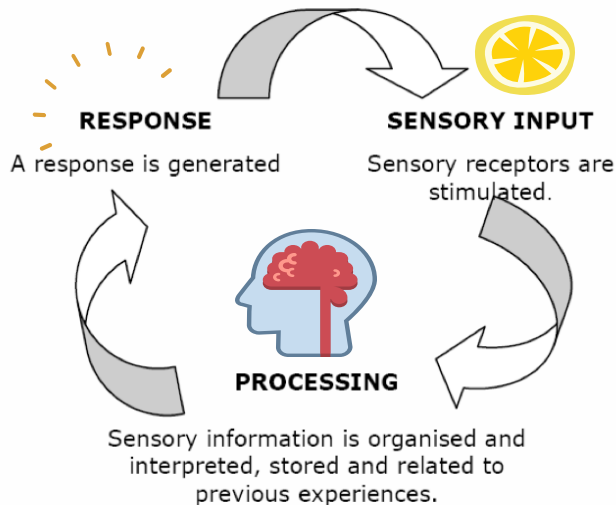 RESPONSE
A response is generated
SENSORY INPUT
Sensory receptors are
stimulated.
PROCESSING
Sensory information is organised and
interpreted, stored and related to
previous experiences.